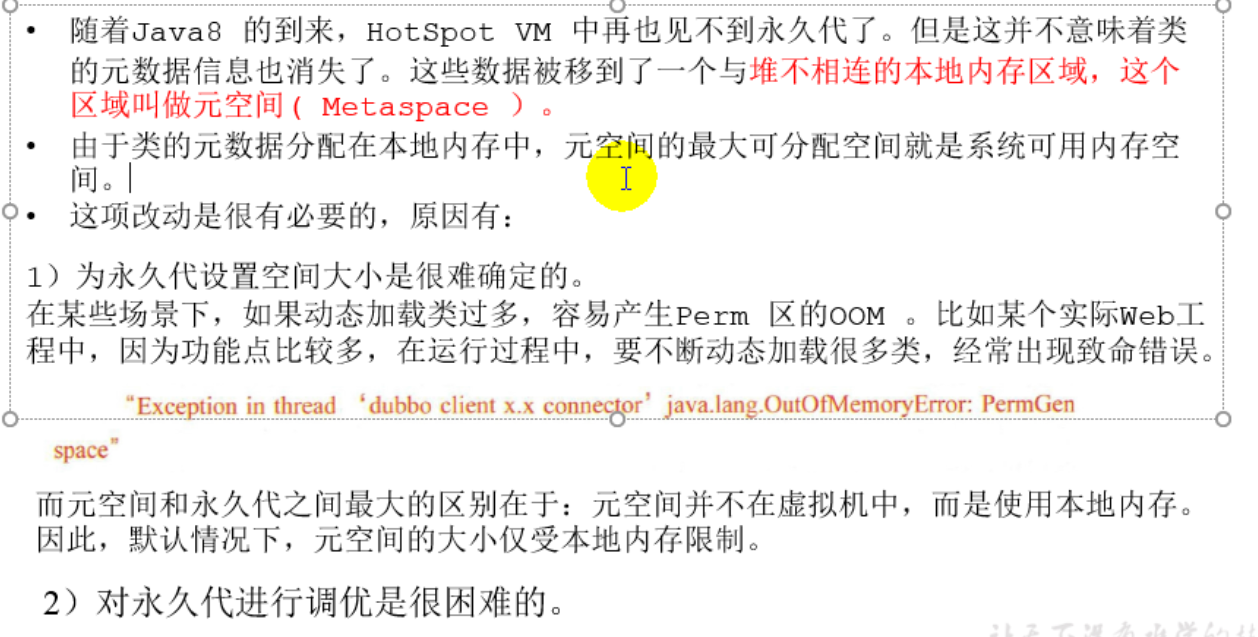 • 随着Java8 的到来，HotSpot VM 中再也见不到永久代了。但是这并不意味着类
的元数据信息也消失了。这些数据被移到了一个与堆不相连的本地内存区域，这个
区域叫做元空间( Metaspace ）。
• 由于类的元数据分配在本地内存中，元空间的最大可分配空间就是系统可用内存空
间。
• 这项改动是很有必要的，原因有：
1）为永久代设置空间大小是很难确定的。
在某些场景下，如果动态加载类过多，容易产生Perm 区的OOM 。比如某个实际Web工
程中，因为功能点比较多，在运行过程中，要不断动态加载很多类，经常出现致命错误。
“Exception in thread ‘dubbo client x.x connector’ java.lang.OutOfMemoryError: PermGen
space”
而元空间和永久代之间最大的区别在于：元空间并不在虚拟机中，而是使用本地内存。
因此，默认情况下，元空间的大小仅受本地内存限制。
2）对永久代进行调优是很困难的。